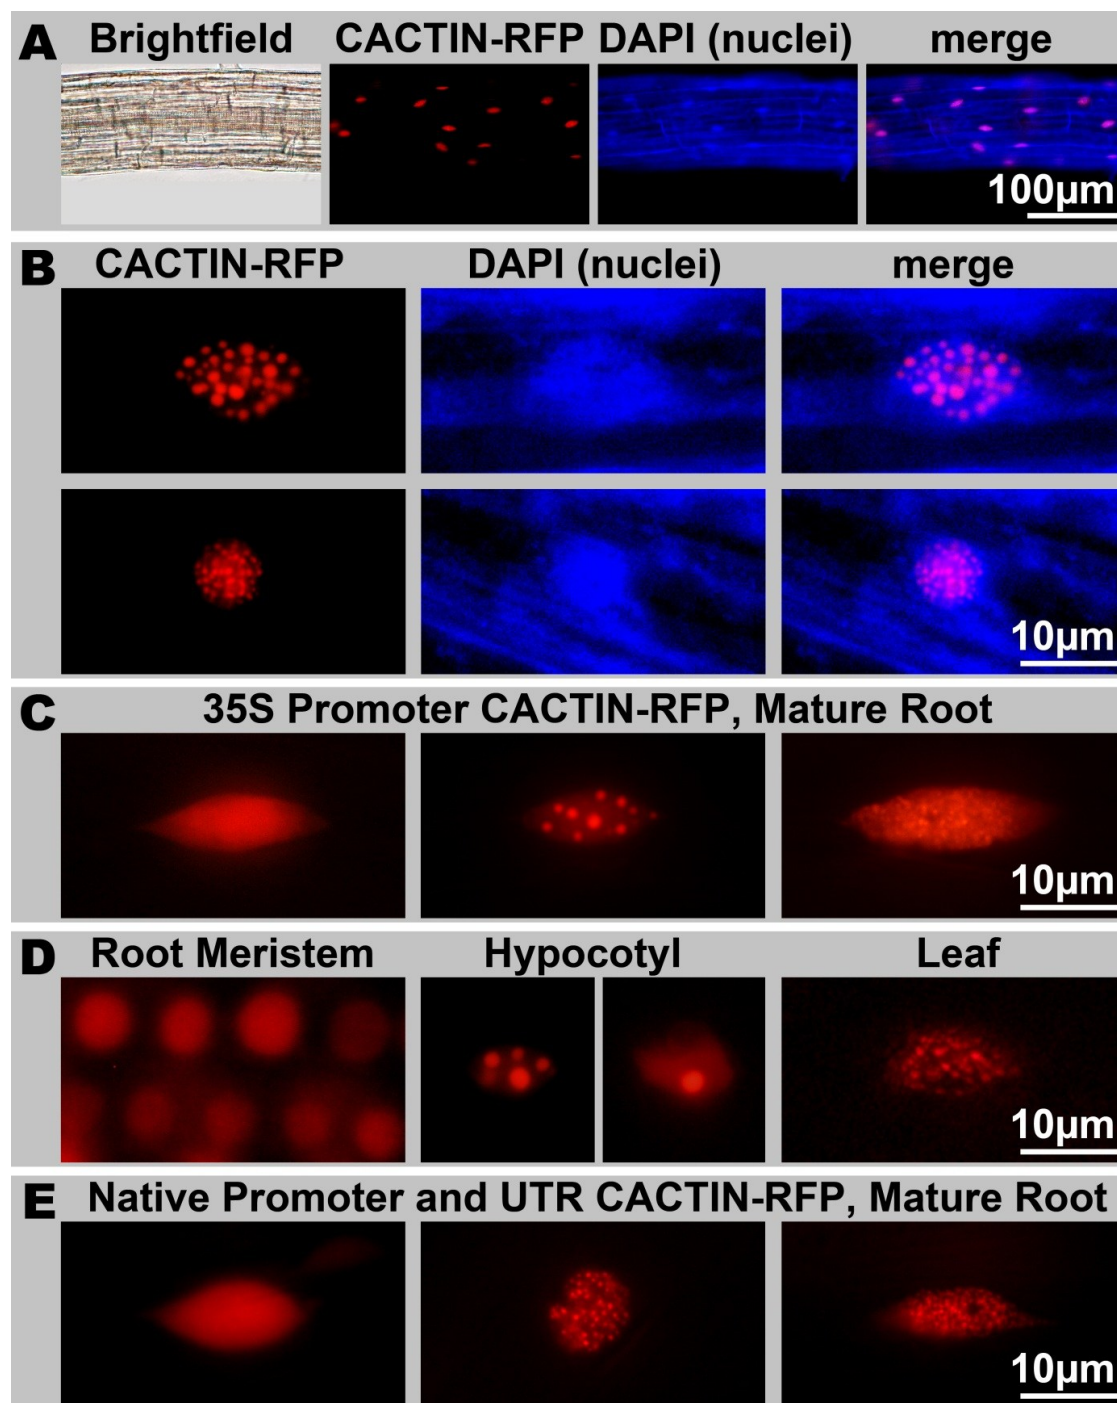 A Brightfield CACTIN-RFP DAPI (nuclei) merge
100µm
B CACTIN-RFP DAPI (nuclei) merge
10µm
C 35S Promoter CACTIN-RFP, Mature Root
10µm
D Root Meristem Hypocotyl Leaf
10µm
E Native Promoter and UTR CACTIN-RFP, Mature Root
10µm